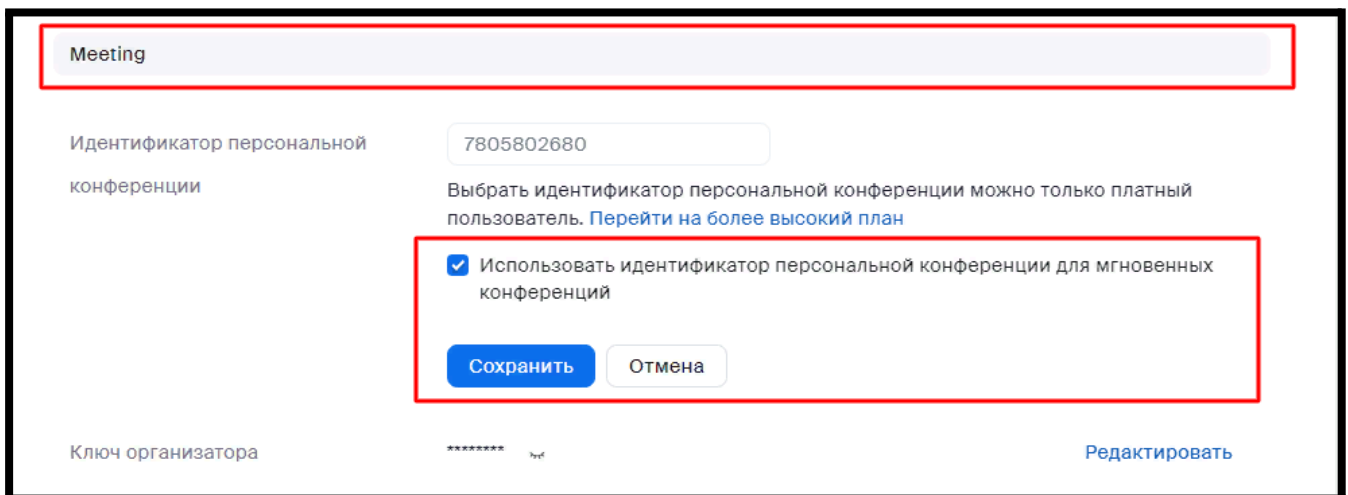 Meeting
Идентификатор персональной
конференции
7805802680
Выбрать идентификатор персональной конференции можно только платный
пользователь. Перейти на более высокий план
Использовать идентификатор персональной конференции для мгновенных
конференций
Сохранить
Отмена
Ключ организатора
********
Редактировать